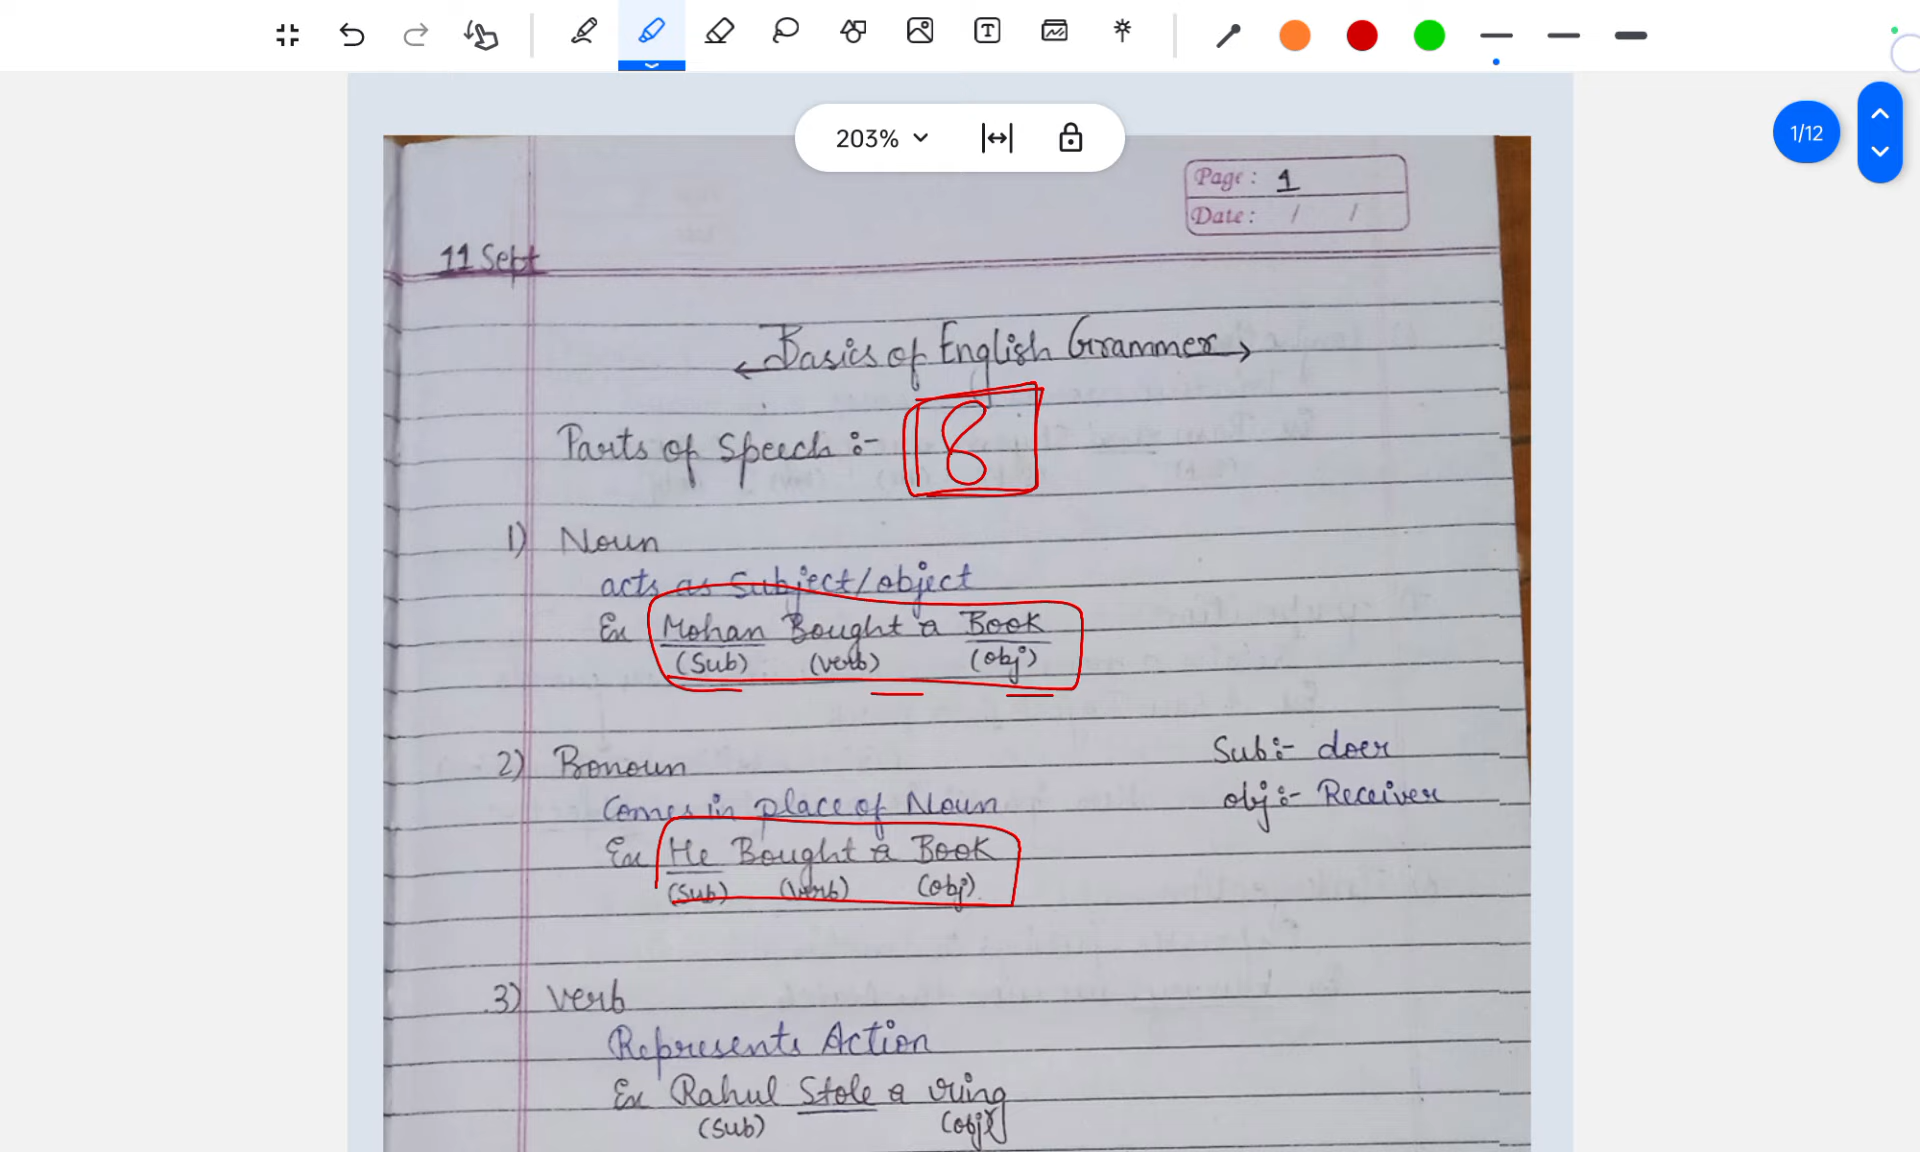 203%
1/12
Page: 1
Date: / /
11 Sept
Basics of English Grammer
Parts of Speech :- 8
1) Noun
acts as Subject/object
Ex Mohan Bought a Book
(Sub) (verb) (obj)
2) Pronoun
Sub:- doer
Comes in place of Noun
obj:- Receiver
Ex He Bought a Book
(Sub) (verb) (obj)
3) Verb
Represents Action
Ex Rahul Stole a ring
(Sub) (obj)